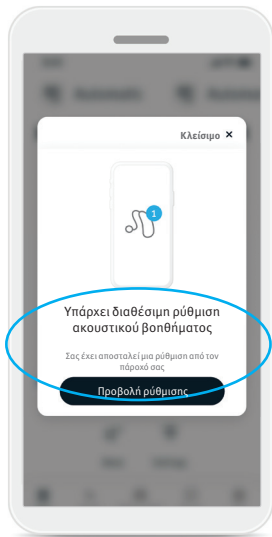 Κλείσιμο ✕
1
Υπάρχει διαθέσιμη ρύθμιση
ακουστικού βοηθήματος
Σας έχει αποσταλεί μια ρύθμιση από τον
πάροχό σας
Προβολή ρύθμισης